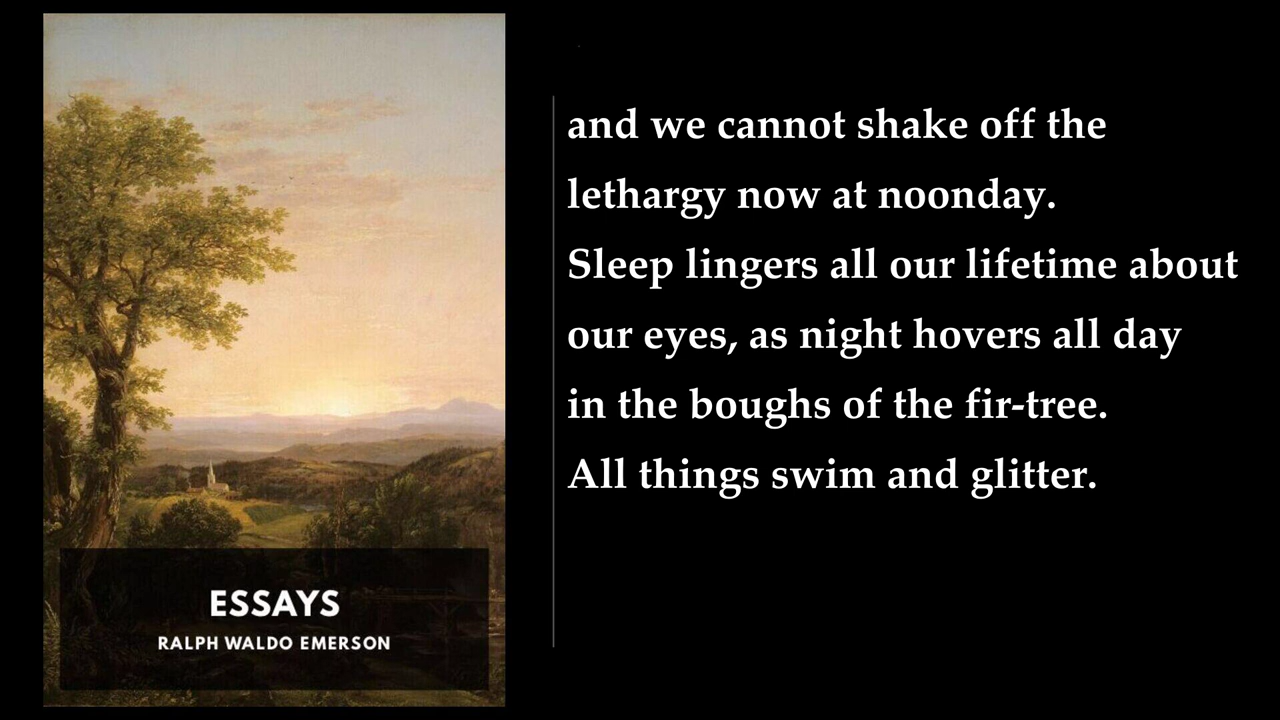 ESSAYS
RALPH WALDO EMERSON
and we cannot shake off the
lethargy now at noonday.
Sleep lingers all our lifetime about
our eyes, as night hovers all day
in the boughs of the fir-tree.
All things swim and glitter.